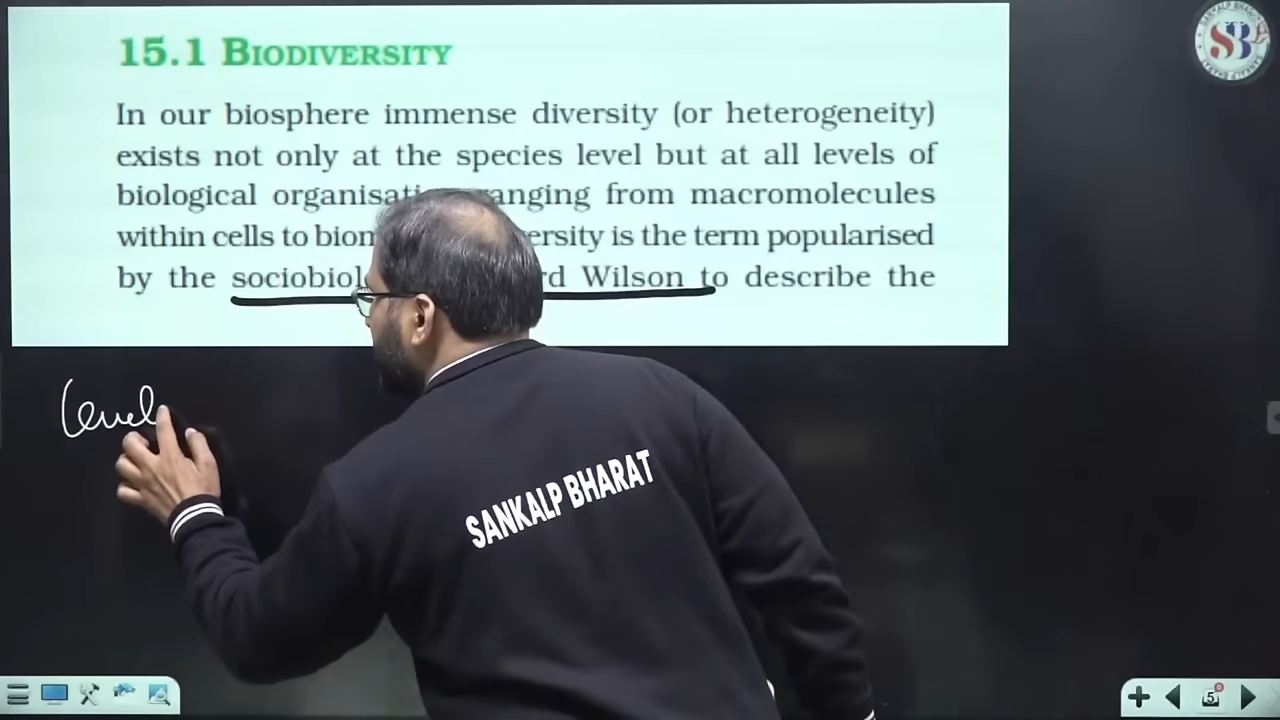 15.1 BIODIVERSITY
In our biosphere immense diversity (or heterogeneity)
exists not only at the species level but at all levels of
biological organisati ranging from macromolecules
within cells to biom ersity is the term popularised
by the sociobiol rd Wilson to describe the
Level
SANKALP BHARAT
SB
5